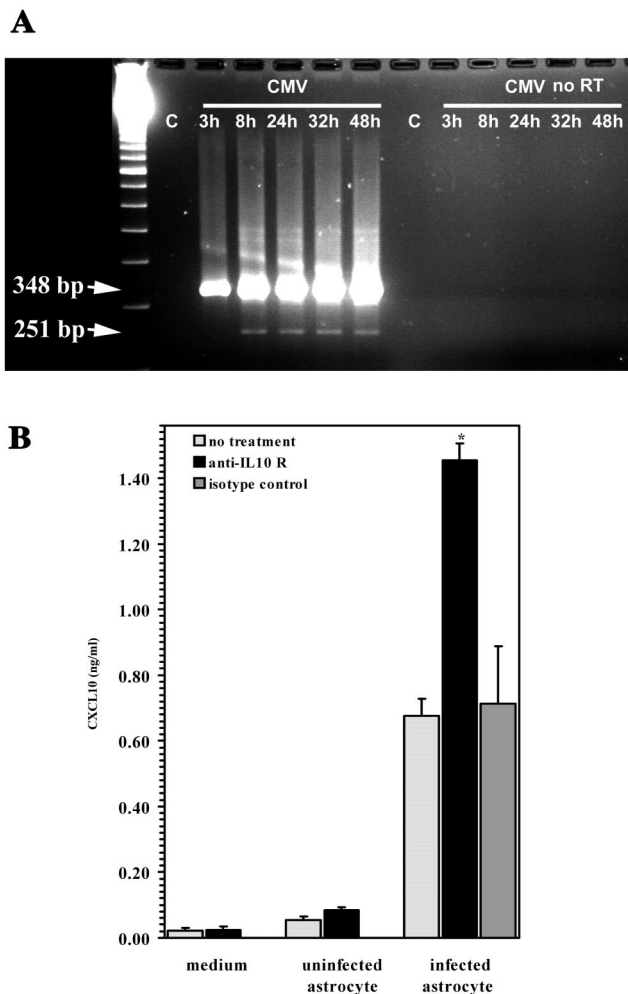 A
CMV
CMV no RT
C 3h 8h 24h 32h 48h C 3h 8h 24h 32h 48h
348 bp
251 bp
B
no treatment
anti-IL10 R
isotype control
CXCL10 (ng/ml)
1.40
1.20
1.00
0.80
0.60
0.40
0.20
0.00
*
medium
uninfected
astrocyte
infected
astrocyte